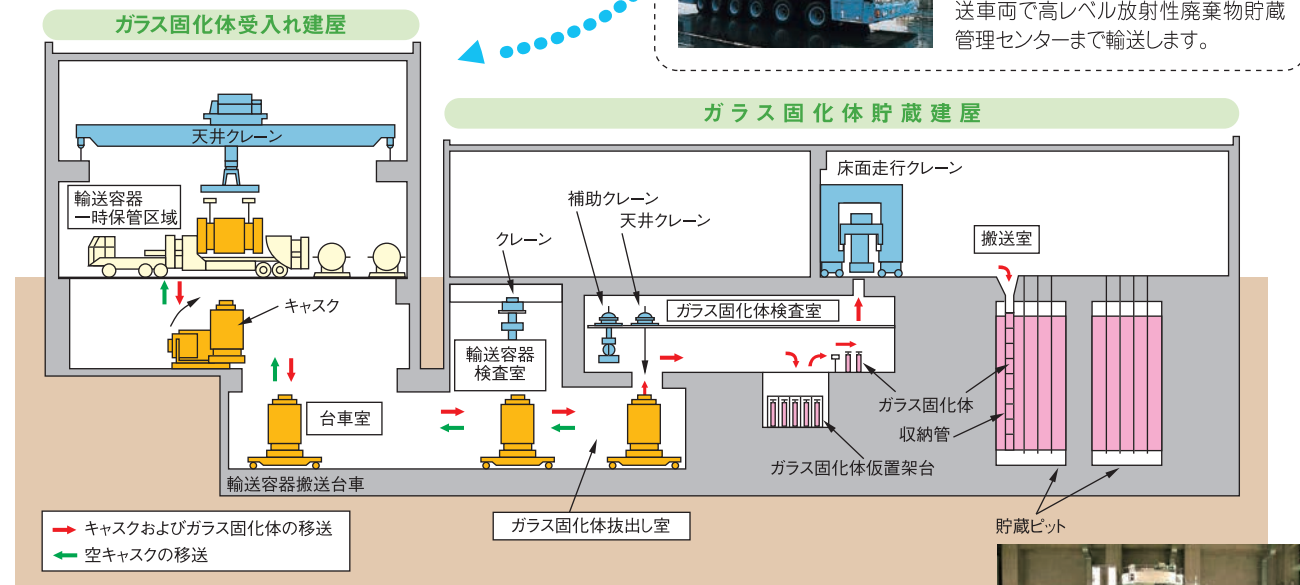 送車両で高レベル放射性廃棄物貯蔵
管理センターまで輸送します。
ガラス固化体受入れ建屋
ガラス固化体貯蔵建屋
天井クレーン
輸送容器
一時保管区域
キャスク
台車室
輸送容器搬送台車
クレーン
補助クレーン
天井クレーン
床面走行クレーン
搬送室
ガラス固化体検査室
輸送容器
検査室
ガラス固化体
収納管
ガラス固化体仮置架台
ガラス固化体抜出し室
貯蔵ピット
キャスクおよびガラス固化体の移送
空キャスクの移送